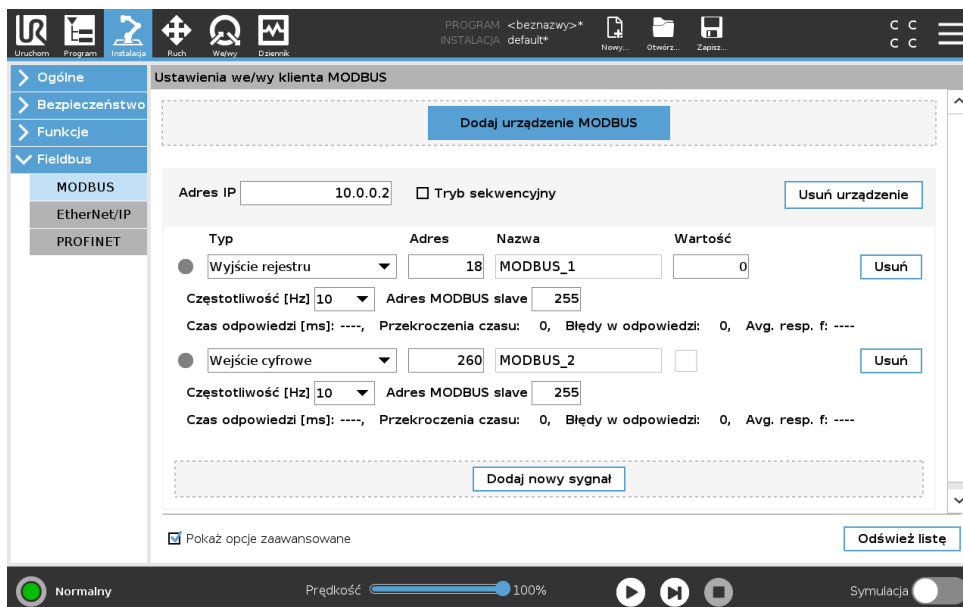 UR
PROGRAM <beznazwy>*
INSTALACJA default*
Uruchom Program Instalacja Ruch We/wy Dziennik Nowy... Otwórz... Zapisz...
C C
C C
Ogólne
Bezpieczeństwo
Funkcje
Fieldbus
MODBUS
EtherNet/IP
PROFINET
Ustawienia we/wy klienta MODBUS
Dodaj urządzenie MODBUS
Adres IP 10.0.0.2 Tryb sekwencyjny Usuń urządzenie
Typ Adres Nazwa Wartość
Wyjście rejestru 18 MODBUS_1 0 Usuń
Częstotliwość [Hz] 10 Adres MODBUS slave 255
Czas odpowiedzi [ms]: ----, Przekroczenia czasu: 0, Błędy w odpowiedzi: 0, Avg. resp. f: ----
Wejście cyfrowe 260 MODBUS_2 Usuń
Częstotliwość [Hz] 10 Adres MODBUS slave 255
Czas odpowiedzi [ms]: ----, Przekroczenia czasu: 0, Błędy w odpowiedzi: 0, Avg. resp. f: ----
Dodaj nowy sygnał
Pokaż opcje zaawansowane Odśwież listę
Normalny Prędkość 100% Symulacja